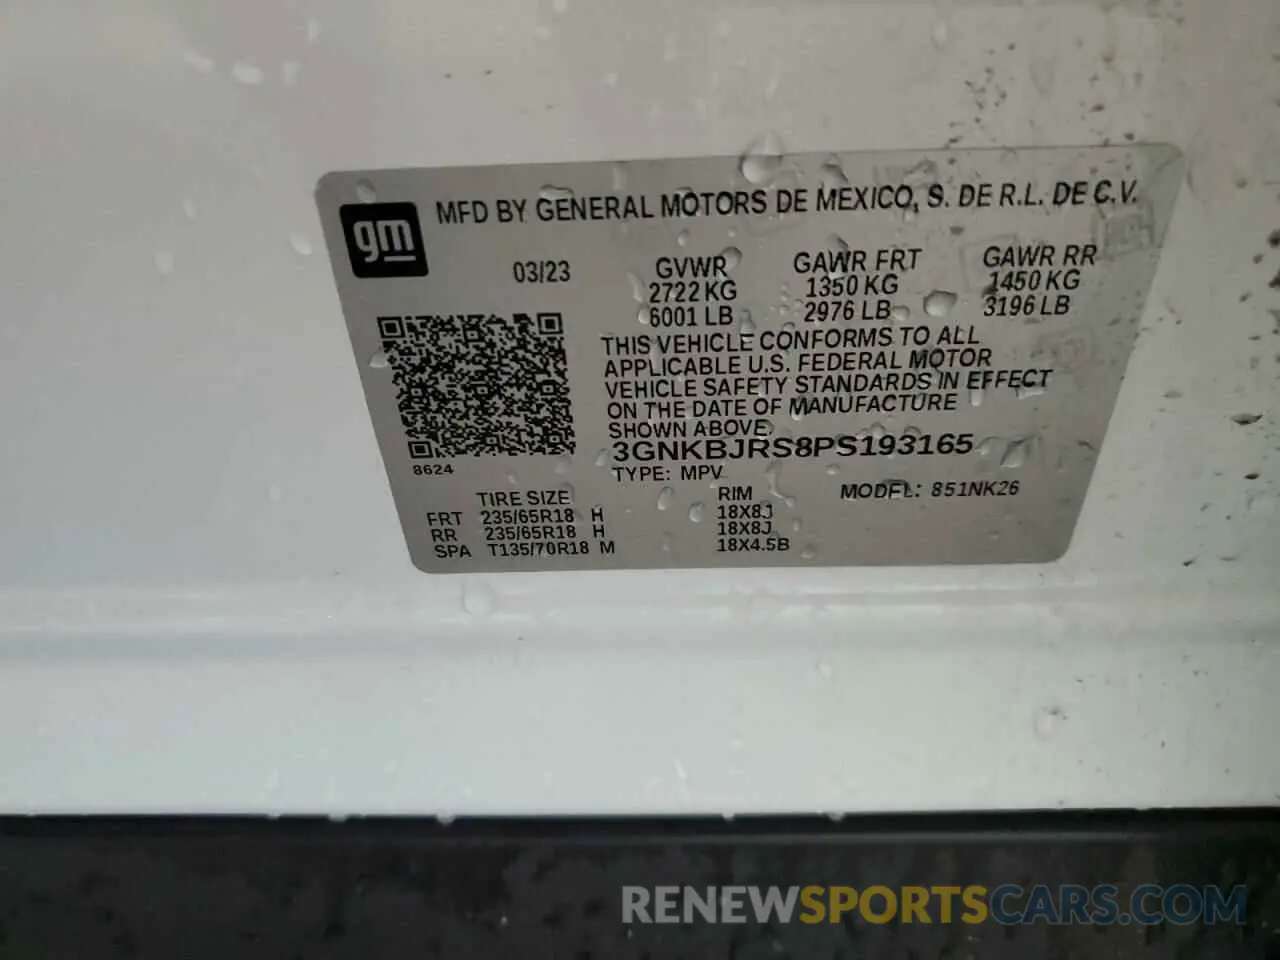 gm
MFD BY GENERAL MOTORS DE MEXICO, S. DE R.L. DE C.V.
03/23
GVWR GAWR FRT GAWR RR
2722 KG 1350 KG 1450 KG
6001 LB 2976 LB 3196 LB
THIS VEHICLE CONFORMS TO ALL
APPLICABLE U.S. FEDERAL MOTOR
VEHICLE SAFETY STANDARDS IN EFFECT
ON THE DATE OF MANUFACTURE
SHOWN ABOVE.
3GNKBJRS8PS193165
8624
TYPE: MPV
MODEL: 851NK26
TIRE SIZE RIM
FRT 235/65R18 H 18X8J
RR 235/65R18 H 18X8J
SPA T135/70R18 M 18X4.5B
RENEWSPORTSCARS.COM